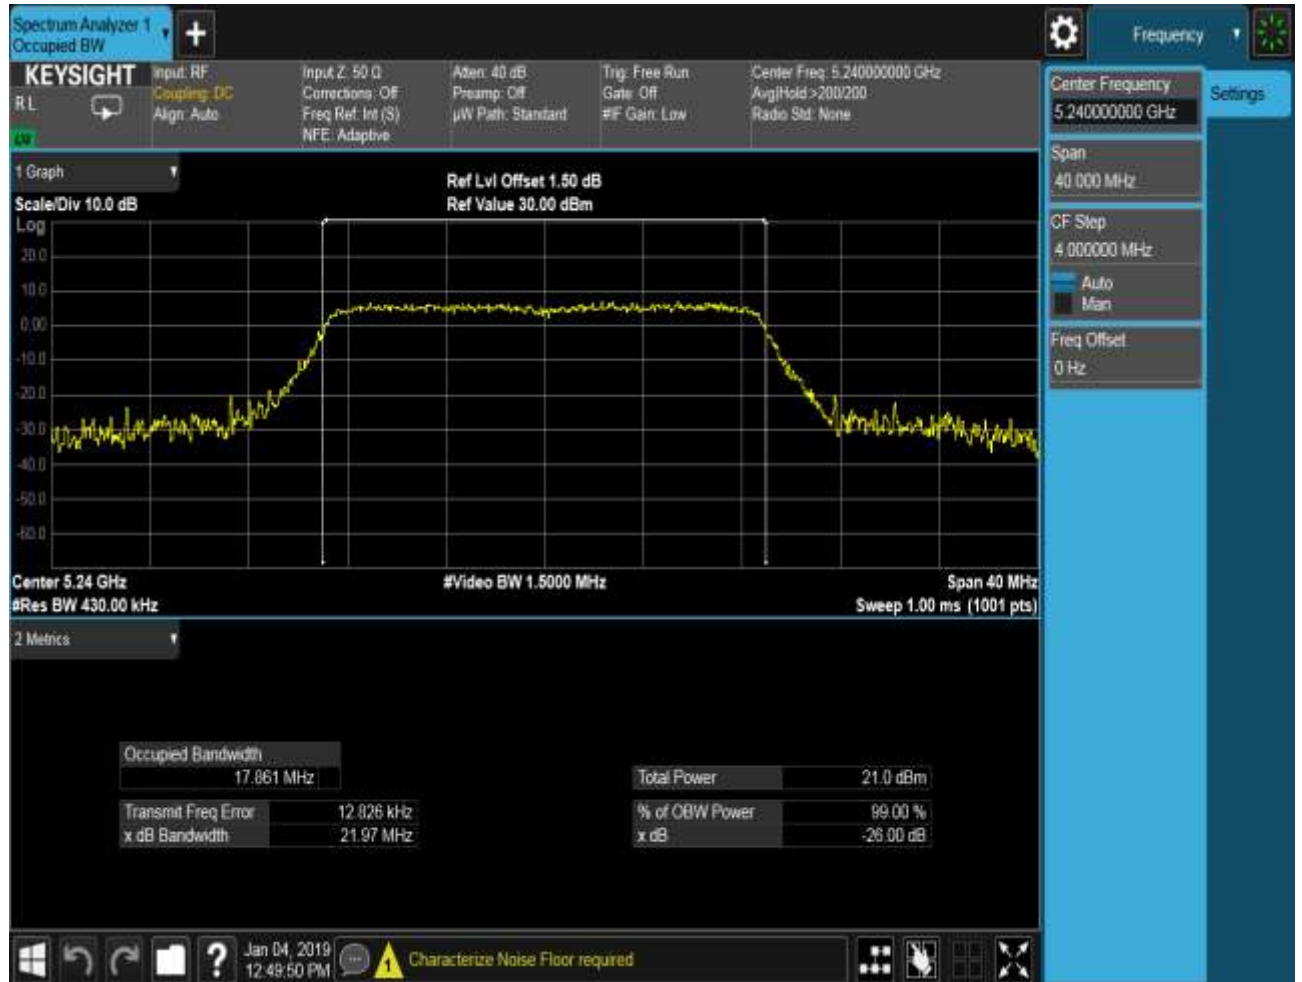 Spectrum Analyzer 1
Occupied BW
Frequency
KEYSIGHT
RL
Input: RF
Coupling: DC
Align: Auto
Input Z: 50 Ω
Corrections: Off
Freq Ref: Int (S)
NFE: Adaptive
Atten: 40 dB
Preamp: Off
µW Path: Standard
Trig: Free Run
Gate: Off
#IF Gain: Low
Center Freq: 5.240000000 GHz
Avg|Hold:>200/200
Radio Std: None
Center Frequency
5.240000000 GHz
Settings
Span
40.000 MHz
CF Step
4.000000 MHz
Auto
Man
Freq Offset
0 Hz
1 Graph
Scale/Div 10.0 dB
Ref Lvl Offset 1.50 dB
Ref Value 30.00 dBm
Log
20.0
10.0
0.00
-10.0
-20.0
-30.0
-40.0
-50.0
-60.0
Center 5.24 GHz
#Video BW 1.5000 MHz
Span 40 MHz
#Res BW 430.00 kHz
Sweep 1.00 ms (1001 pts)
2 Metrics
Occupied Bandwidth
17.861 MHz
Total Power 21.0 dBm
Transmit Freq Error 12.826 kHz
% of OBW Power 99.00 %
x dB Bandwidth 21.97 MHz
x dB -26.00 dB
?
Jan 04, 2019
12:49:50 PM
1
Characterize Noise Floor required